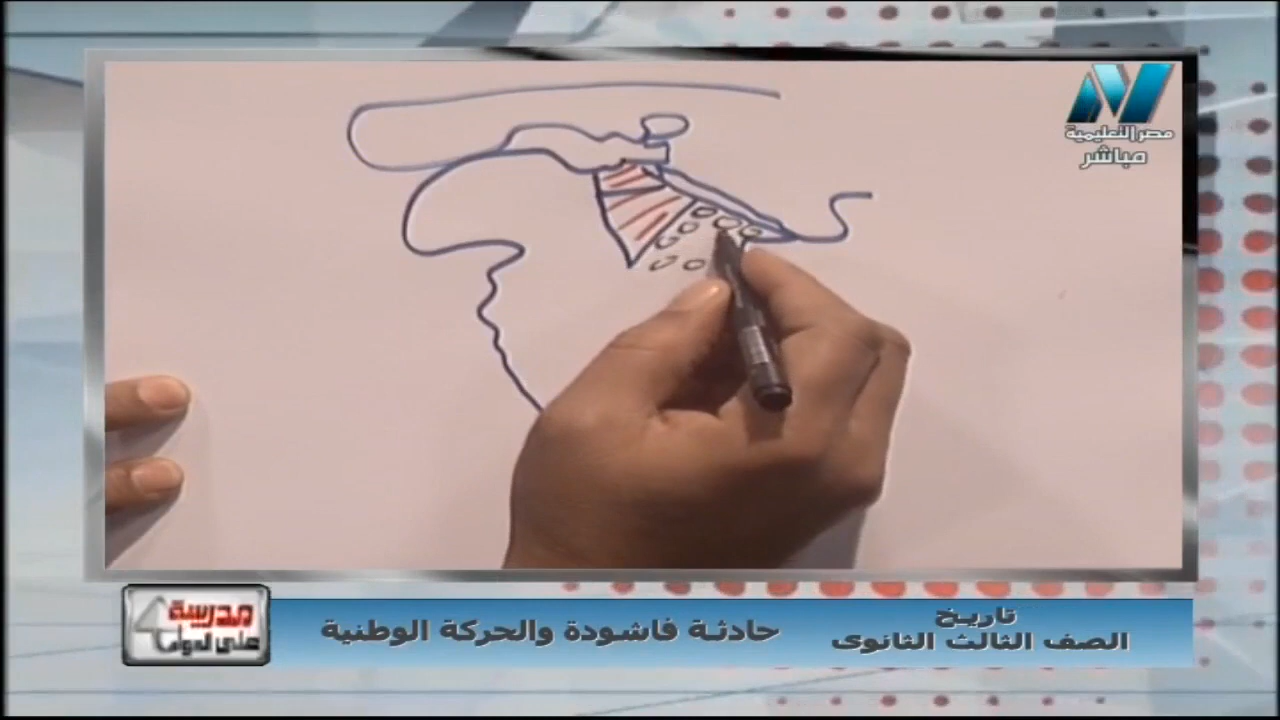 مصر التعليمية
مباشر
تاريخ
الصف الثالث الثانوى
حادثة فاشودة والحركة الوطنية
مدرسة
على الهواء